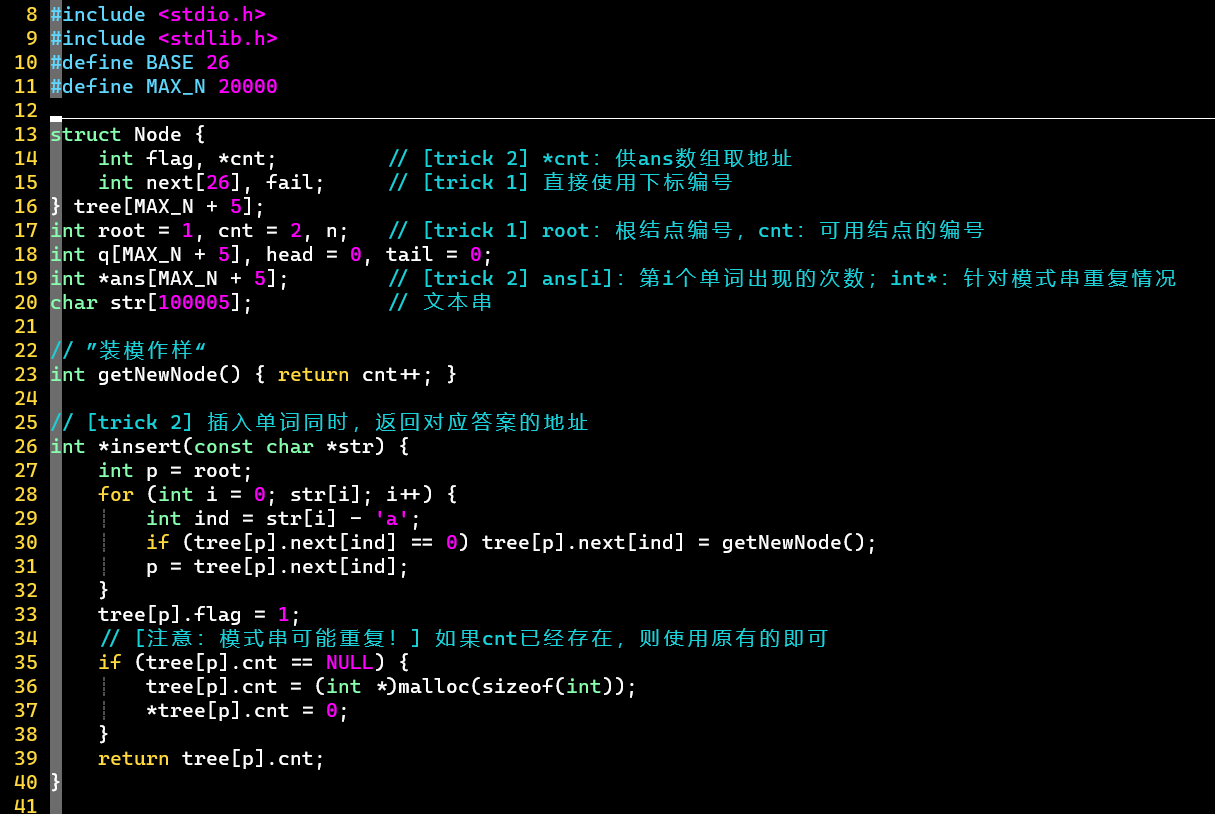 8 #include <stdio.h>
9 #include <stdlib.h>
10 #define BASE 26
11 #define MAX_N 20000
12
13 struct Node {
14     int flag, *cnt;         // [trick 2] *cnt：供ans数组取地址
15     int next[26], fail;     // [trick 1] 直接使用下标编号
16 } tree[MAX_N + 5];
17 int root = 1, cnt = 2, n;   // [trick 1] root：根结点编号，cnt：可用结点的编号
18 int q[MAX_N + 5], head = 0, tail = 0;
19 int *ans[MAX_N + 5];        // [trick 2] ans[i]：第i个单词出现的次数；int*：针对模式串重复情况
20 char str[100005];           // 文本串
21
22 // ”装模作样“
23 int getNewNode() { return cnt++; }
24
25 // [trick 2] 插入单词同时，返回对应答案的地址
26 int *insert(const char *str) {
27     int p = root;
28     for (int i = 0; str[i]; i++) {
29         int ind = str[i] - 'a';
30         if (tree[p].next[ind] == 0) tree[p].next[ind] = getNewNode();
31         p = tree[p].next[ind];
32     }
33     tree[p].flag = 1;
34     // [注意：模式串可能重复！] 如果cnt已经存在，则使用原有的即可
35     if (tree[p].cnt == NULL) {
36         tree[p].cnt = (int *)malloc(sizeof(int));
37         *tree[p].cnt = 0;
38     }
39     return tree[p].cnt;
40 }
41